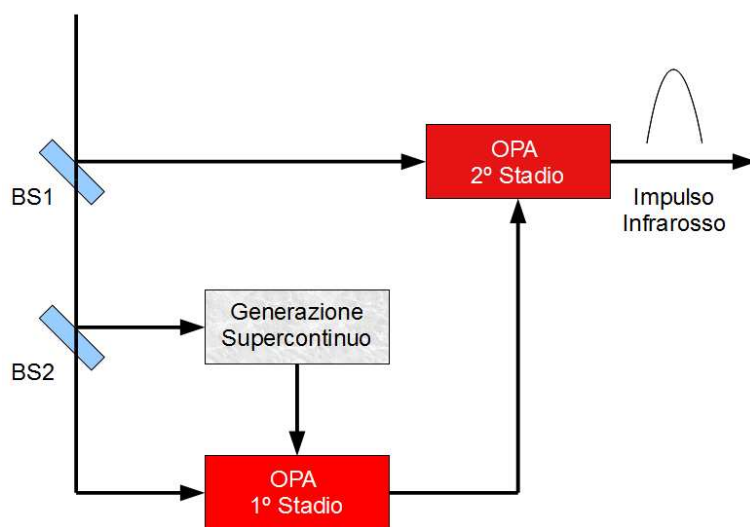 OPA
2º Stadio
BS1
Impulso
Infrarosso
Generazione
Supercontinuo
BS2
OPA
1º Stadio